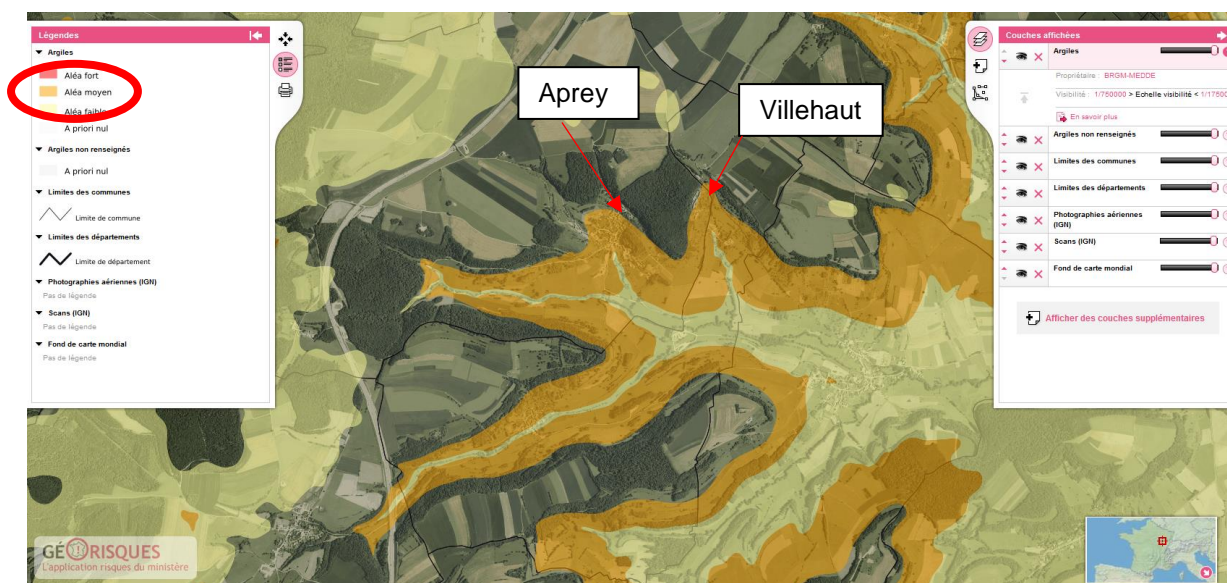 Légendes
Argiles
Aléa fort
Aléa moyen
Aléa faible
A priori nul
Argiles non renseignés
A priori nul
Limites des communes
Limite de commune
Limites des départements
Limite de département
Photographies aériennes (IGN)
Pas de légende
Scans (IGN)
Pas de légende
Fond de carte mondial
Pas de légende
Aprey
Villehaut
Couches affichées
Argiles
Propriétaire : BRGM-MEDDE
Visibilité : 1/750000 > Echelle visibilité < 1/17500
En savoir plus
Argiles non renseignés
Limites des communes
Limites des départements
Photographies aériennes
(IGN)
Scans (IGN)
Fond de carte mondial
Afficher des couches supplémentaires
GÉORISQUES
L'application risques du ministère